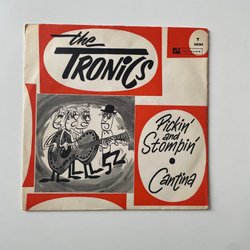 the
TRONICS
Pickin'
and
Stompin'
Cantina